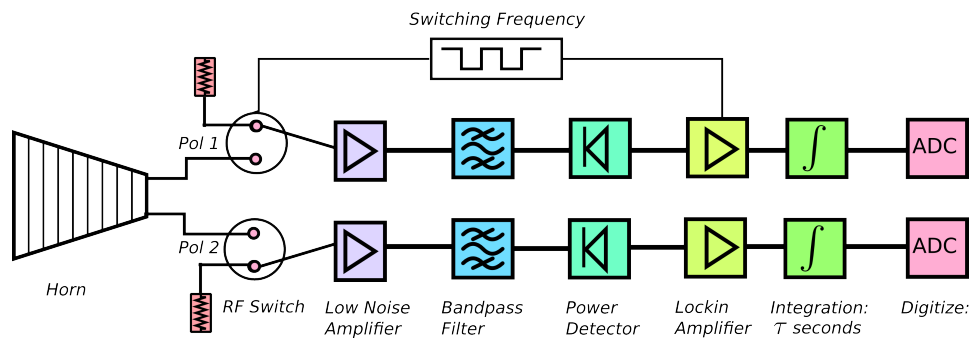 Switching Frequency
Pol 1
ADC
Pol 2
ADC
Horn
RF Switch
Low Noise
Amplifier
Bandpass
Filter
Power
Detector
Lockin
Amplifier
Integration:
τ seconds
Digitize:
∫
∫